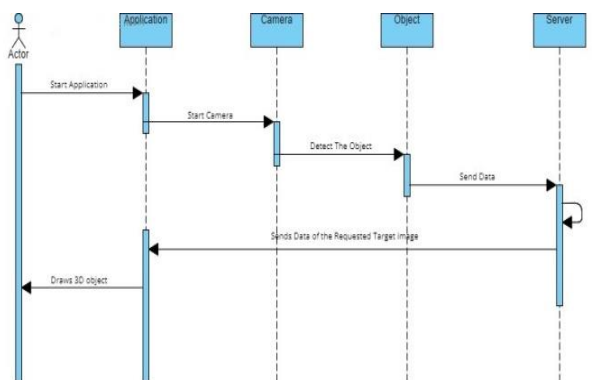 Application
Camera
Object
Server
Actor
Start Application
Start Camera
Detect The Object
Send Data
Sends Data of the Requested Target Image
Draws 3D object